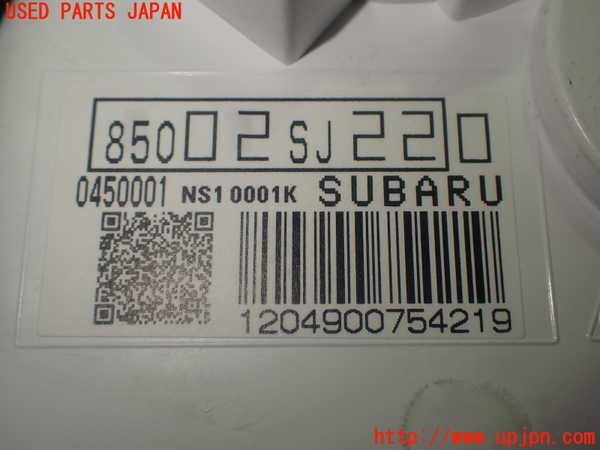 USED PARTS JAPAN
85002SJ220
0450001 NS10001K SUBARU
1204900754219
http://www.upjpn.com/